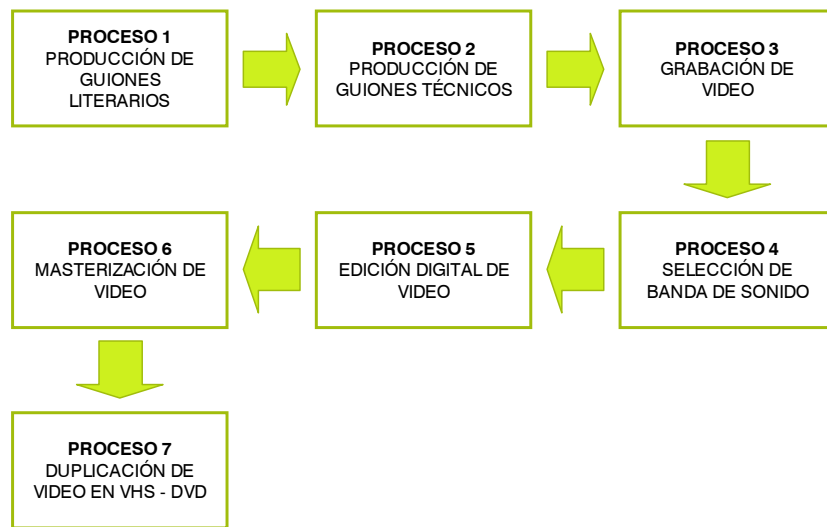 PROCESO 1
PRODUCCIÓN DE
GUIONES
LITERARIOS
PROCESO 2
PRODUCCIÓN DE
GUIONES TÉCNICOS
PROCESO 3
GRABACIÓN DE
VIDEO
PROCESO 4
SELECCIÓN DE
BANDA DE SONIDO
PROCESO 5
EDICIÓN DIGITAL DE
VIDEO
PROCESO 6
MASTERIZACIÓN DE
VIDEO
PROCESO 7
DUPLICACIÓN DE
VIDEO EN VHS - DVD